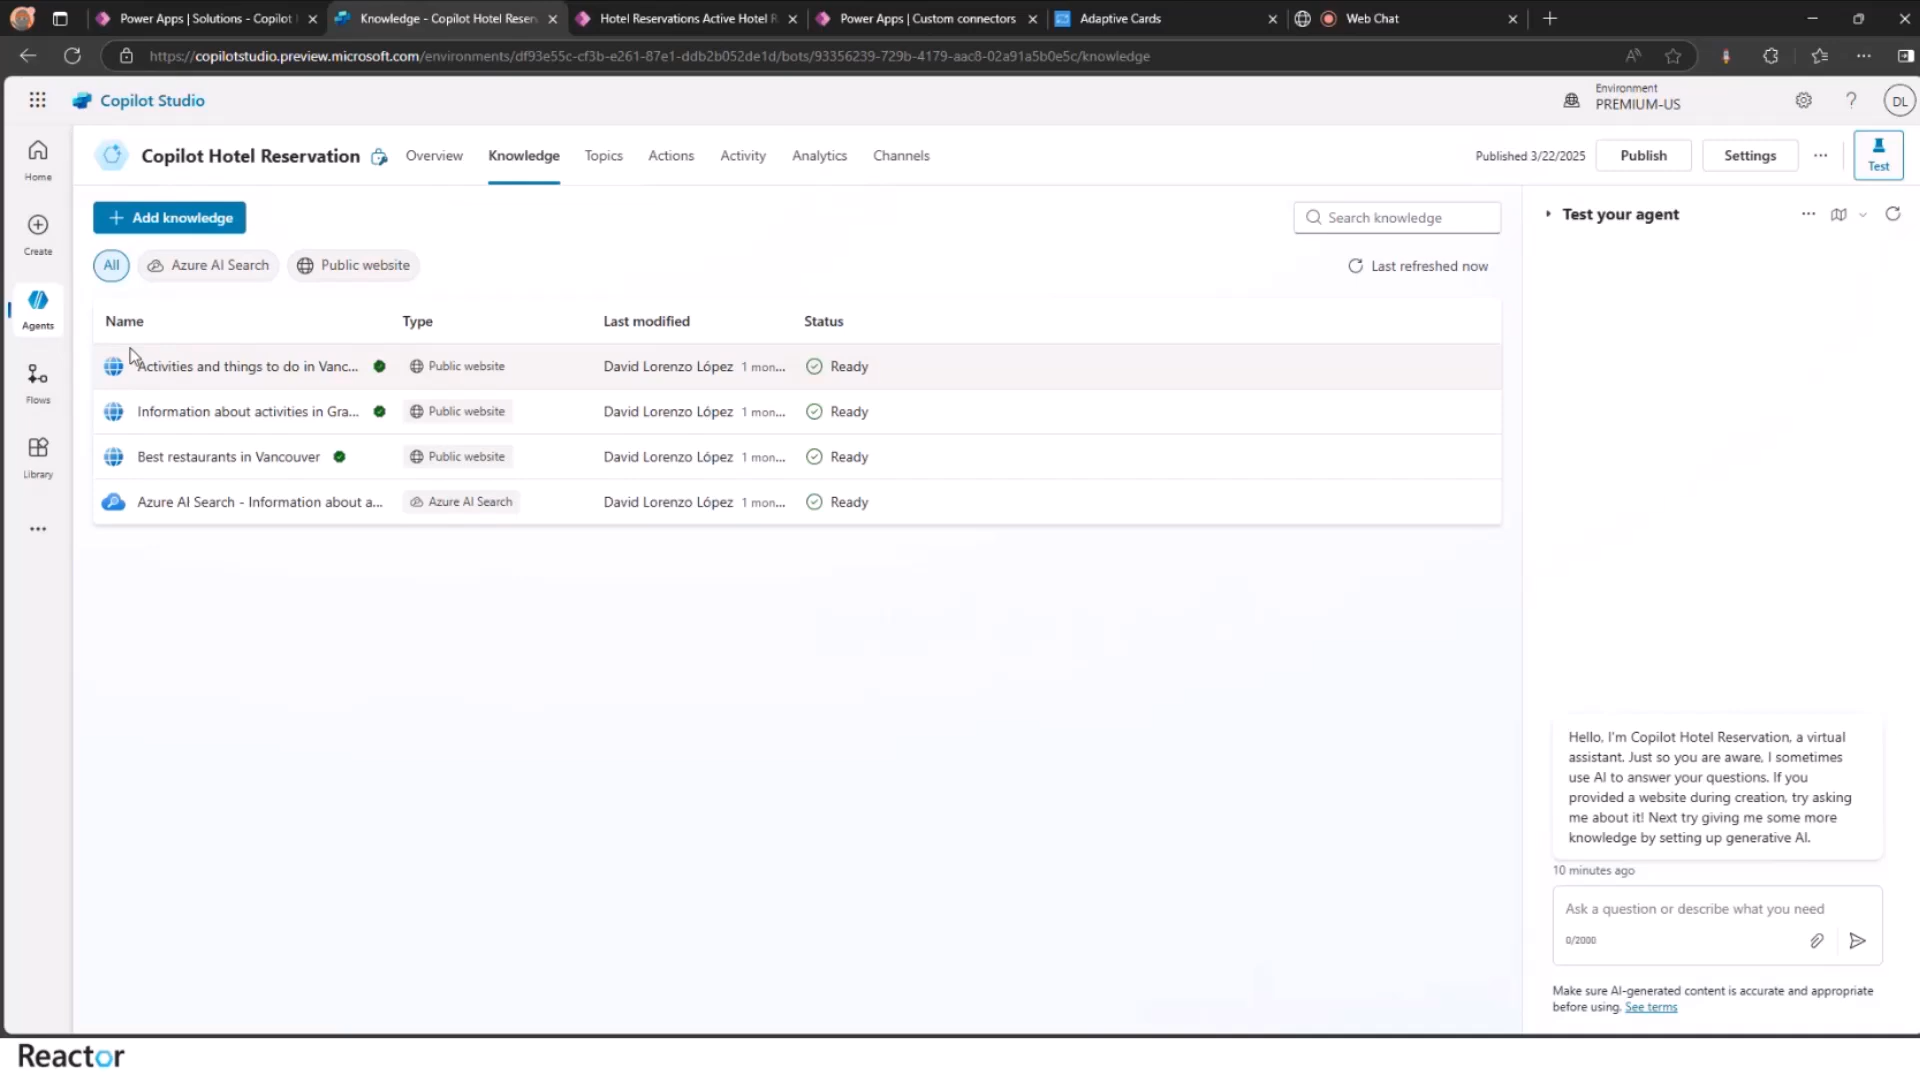 Power Apps | Solutions - Copilot
Knowledge - Copilot Hotel Reser
Hotel Reservations Active Hotel R
Power Apps | Custom connectors
Adaptive Cards
Web Chat
https://copilotstudio.preview.microsoft.com/environments/df93e55c-cf3b-e261-87e1-ddb2b052de1d/bots/93356239-729b-4179-aac8-02a91a5b0e5c/knowledge
Copilot Studio
Environment
PREMIUM-US
DL
Home
Create
Agents
Flows
Library
Copilot Hotel Reservation
Overview
Knowledge
Topics
Actions
Activity
Analytics
Channels
Published 3/22/2025
Publish
Settings
Test
Add knowledge
Search knowledge
All
Azure AI Search
Public website
Last refreshed now
Name Type Last modified Status
Activities and things to do in Vanc... Public website David Lorenzo López 1 mon... Ready
Information about activities in Gra... Public website David Lorenzo López 1 mon... Ready
Best restaurants in Vancouver Public website David Lorenzo López 1 mon... Ready
Azure AI Search - Information about a... Azure AI Search David Lorenzo López 1 mon... Ready
Test your agent
Hello, I'm Copilot Hotel Reservation, a virtual
assistant. Just so you are aware, I sometimes
use AI to answer your questions. If you
provided a website during creation, try asking
me about it! Next try giving me some more
knowledge by setting up generative AI.
10 minutes ago
Ask a question or describe what you need
0/2000
Make sure AI-generated content is accurate and appropriate
before using. See terms
Reactor